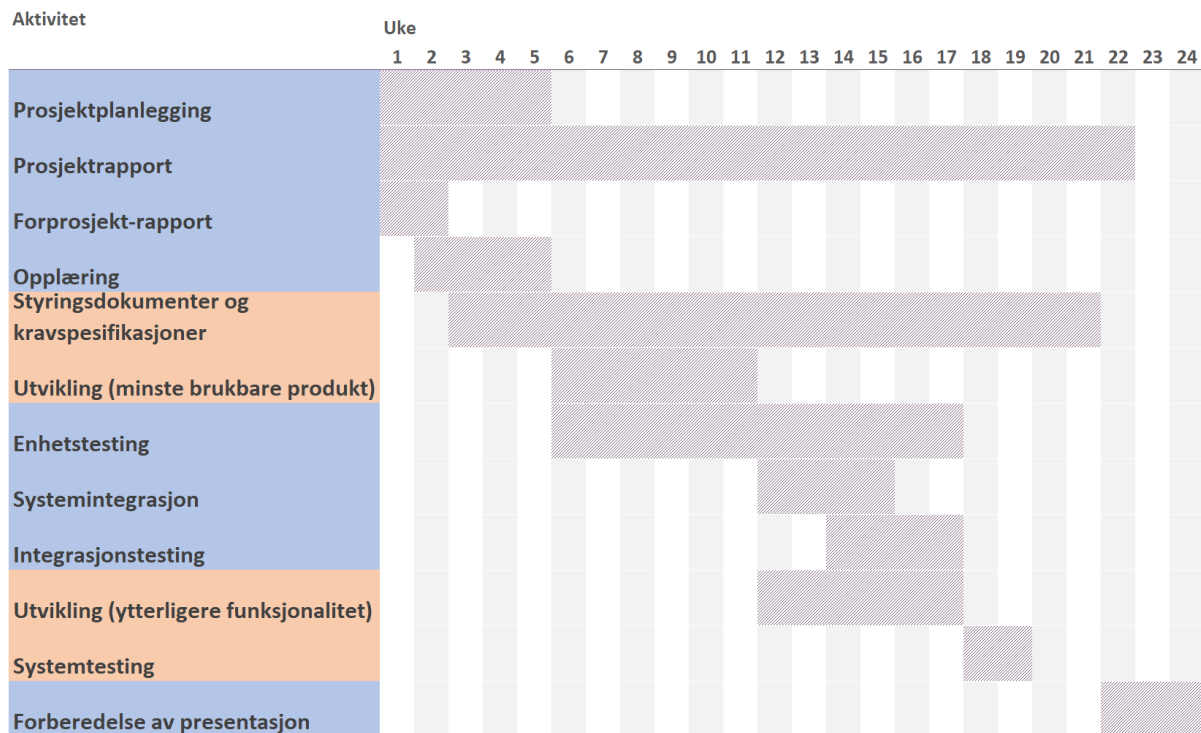 Aktivitet
Uke
1 2 3 4 5 6 7 8 9 10 11 12 13 14 15 16 17 18 19 20 21 22 23 24
Prosjektplanlegging
Prosjektrapport
Forprosjekt-rapport
Opplæring
Styringsdokumenter og
kravspesifikasjoner
Utvikling (minste brukbare produkt)
Enhetstesting
Systemintegrasjon
Integrasjonstesting
Utvikling (ytterligere funksjonalitet)
Systemtesting
Forberedelse av presentasjon